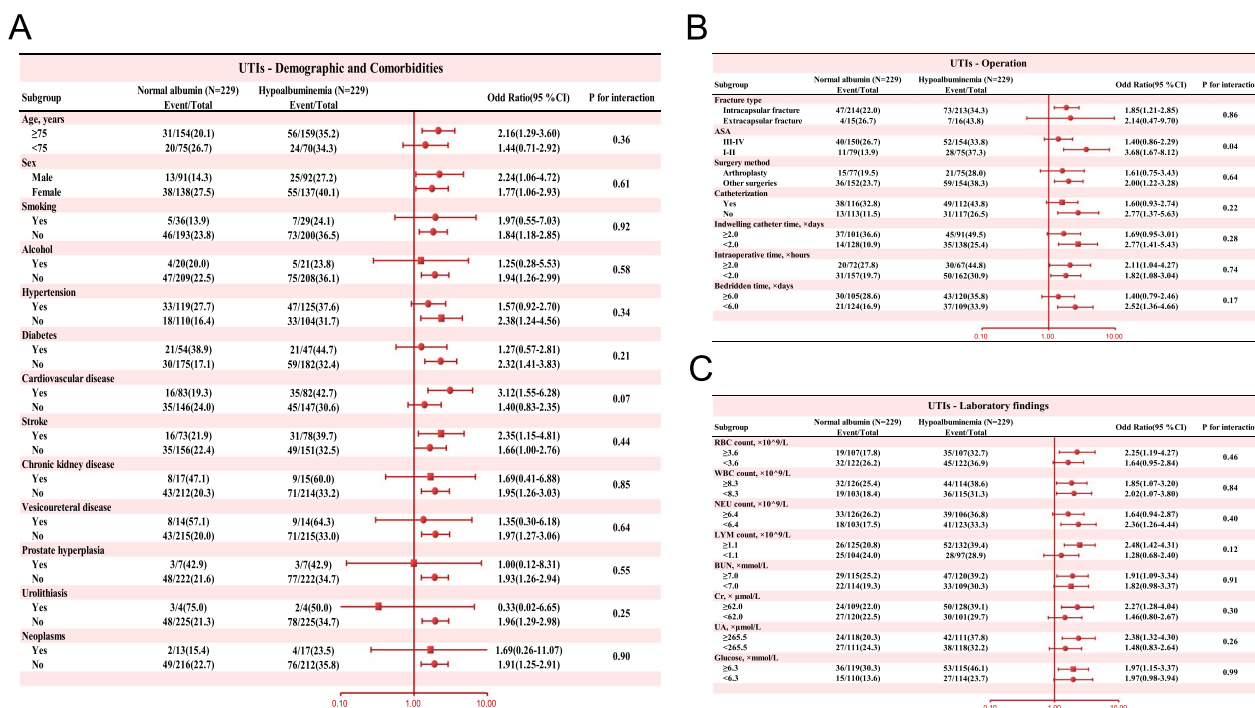 A
UTIs - Demographic and Comorbidities
Subgroup Normal albumin (N=229) Event/Total Hypoalbuminemia (N=229) Event/Total Odd Ratio(95 %CI) P for interaction
Age, years 0.36
≥75 31/154(20.1) 56/159(35.2) 2.16(1.29-3.60)
<75 20/75(26.7) 24/70(34.3) 1.44(0.71-2.92)
Sex 0.61
Male 13/91(14.3) 25/92(27.2) 2.24(1.06-4.72)
Female 38/138(27.5) 55/137(40.1) 1.77(1.06-2.93)
Smoking 0.92
Yes 5/36(13.9) 7/29(24.1) 1.97(0.55-7.03)
No 46/193(23.8) 73/200(36.5) 1.84(1.18-2.85)
Alcohol 0.58
Yes 4/20(20.0) 5/21(23.8) 1.25(0.28-5.53)
No 47/209(22.5) 75/208(36.1) 1.94(1.26-2.99)
Hypertension 0.34
Yes 33/119(27.7) 47/125(37.6) 1.57(0.92-2.70)
No 18/110(16.4) 33/104(31.7) 2.38(1.24-4.56)
Diabetes 0.21
Yes 21/54(38.9) 21/47(44.7) 1.27(0.57-2.81)
No 30/175(17.1) 59/182(32.4) 2.32(1.41-3.83)
Cardiovascular disease 0.07
Yes 16/83(19.3) 35/82(42.7) 3.12(1.55-6.28)
No 35/146(24.0) 45/147(30.6) 1.40(0.83-2.35)
Stroke 0.44
Yes 16/73(21.9) 31/78(39.7) 2.35(1.15-4.81)
No 35/156(22.4) 49/151(32.5) 1.66(1.00-2.76)
Chronic kidney disease 0.85
Yes 8/17(47.1) 9/15(60.0) 1.69(0.41-6.88)
No 43/212(20.3) 71/214(33.2) 1.95(1.26-3.03)
Vesicoureteral disease 0.64
Yes 8/14(57.1) 9/14(64.3) 1.35(0.30-6.18)
No 43/215(20.0) 71/215(33.0) 1.97(1.27-3.06)
Prostate hyperplasia 0.55
Yes 3/7(42.9) 3/7(42.9) 1.00(0.12-8.31)
No 48/222(21.6) 77/222(34.7) 1.93(1.26-2.94)
Urolithiasis 0.25
Yes 3/4(75.0) 2/4(50.0) 0.33(0.02-6.65)
No 48/225(21.3) 78/225(34.7) 1.96(1.29-2.98)
Neoplasms 0.90
Yes 2/13(15.4) 4/17(23.5) 1.69(0.26-11.07)
No 49/216(22.7) 76/212(35.8) 1.91(1.25-2.91)
0.10 1.00 10.00
B
UTIs - Operation
Subgroup Normal albumin (N=229) Event/Total Hypoalbuminemia (N=229) Event/Total Odd Ratio(95 %CI) P for interaction
Fracture type 0.86
Intracapsular fracture 47/214(22.0) 73/213(34.3) 1.85(1.21-2.85)
Extracapsular fracture 4/15(26.7) 7/16(43.8) 2.14(0.47-9.70)
ASA 0.04
III-IV 40/150(26.7) 52/154(33.8) 1.40(0.86-2.29)
I-II 11/79(13.9) 28/75(37.3) 3.68(1.67-8.12)
Surgery method 0.64
Arthroplasty 15/77(19.5) 21/75(28.0) 1.61(0.75-3.43)
Other surgeries 36/152(23.7) 59/154(38.3) 2.00(1.22-3.28)
Catheterization 0.22
Yes 38/116(32.8) 49/112(43.8) 1.60(0.93-2.74)
No 13/113(11.5) 31/117(26.5) 2.77(1.37-5.63)
Indwelling catheter time, ×days 0.28
≥2.0 37/101(36.6) 45/91(49.5) 1.69(0.95-3.01)
<2.0 14/128(10.9) 35/138(25.4) 2.77(1.41-5.43)
Intraoperative time, ×hours 0.74
≥2.0 20/72(27.8) 30/67(44.8) 2.11(1.04-4.27)
<2.0 31/157(19.7) 50/162(30.9) 1.82(1.08-3.04)
Bedridden time, ×days 0.17
≥6.0 30/105(28.6) 43/120(35.8) 1.40(0.79-2.46)
<6.0 21/124(16.9) 37/109(33.9) 2.52(1.36-4.66)
0.10 1.00 10.00
C
UTIs - Laboratory findings
Subgroup Normal albumin (N=229) Event/Total Hypoalbuminemia (N=229) Event/Total Odd Ratio(95 %CI) P for interaction
RBC count, ×10^9/L 0.46
≥3.6 19/107(17.8) 35/107(32.7) 2.25(1.19-4.27)
<3.6 32/122(26.2) 45/122(36.9) 1.64(0.95-2.84)
WBC count, ×10^9/L 0.84
≥8.3 32/126(25.4) 44/114(38.6) 1.85(1.07-3.20)
<8.3 19/103(18.4) 36/115(31.3) 2.02(1.07-3.80)
NEU count, ×10^9/L 0.40
≥6.4 33/126(26.2) 39/106(36.8) 1.64(0.94-2.87)
<6.4 18/103(17.5) 41/123(33.3) 2.36(1.26-4.44)
LYM count, ×10^9/L 0.12
≥1.1 26/125(20.8) 52/132(39.4) 2.48(1.42-4.31)
<1.1 25/104(24.0) 28/97(28.9) 1.28(0.68-2.40)
BUN, ×mmol/L 0.91
≥7.0 29/115(25.2) 47/120(39.2) 1.91(1.09-3.34)
<7.0 22/114(19.3) 33/109(30.3) 1.82(0.98-3.37)
Cr, × μmol/L 0.30
≥62.0 24/109(22.0) 50/128(39.1) 2.27(1.28-4.04)
<62.0 27/120(22.5) 30/101(29.7) 1.46(0.80-2.67)
UA, ×μmol/L 0.26
≥265.5 24/118(20.3) 42/111(37.8) 2.38(1.32-4.30)
<265.5 27/111(24.3) 38/118(32.2) 1.48(0.83-2.64)
Glucose, ×mmol/L 0.99
≥6.3 36/119(30.3) 53/115(46.1) 1.97(1.15-3.37)
<6.3 15/110(13.6) 27/114(23.7) 1.97(0.98-3.94)
0.10 1.00 10.00